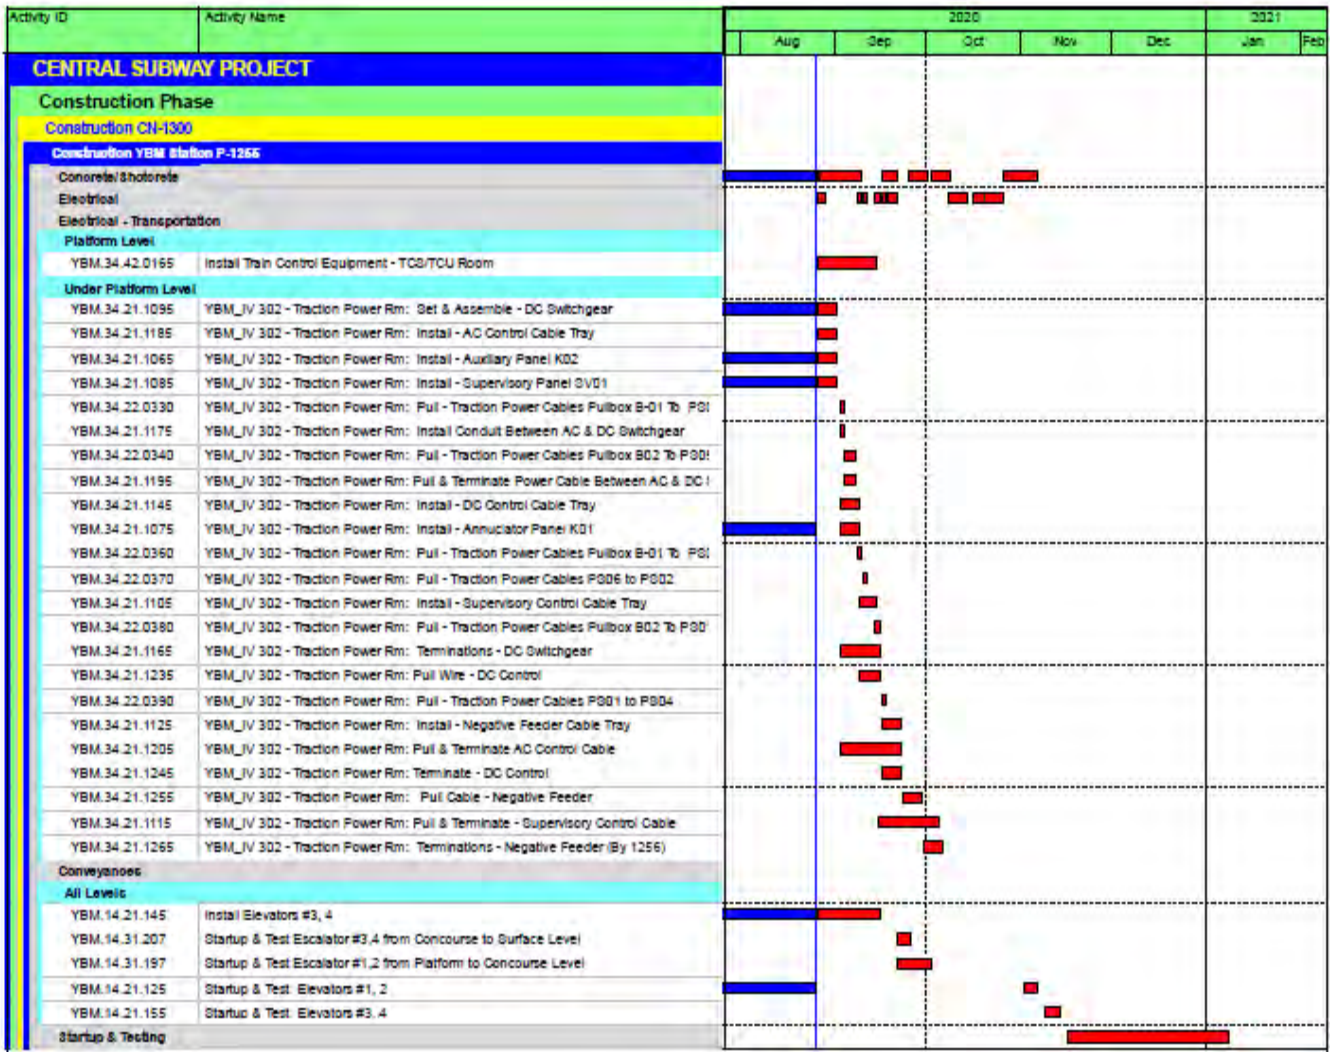 Activity ID Activity Name 2020 2021
Aug Sep Oct Nov Dec Jan Feb
CENTRAL SUBWAY PROJECT
Construction Phase
Construction CN-1300
Construction YBM Station P-1255
Concrete/Shotcrete
Electrical
Electrical - Transportation
Platform Level
YBM.34.42.0165 Install Train Control Equipment - TCS/TCU Room
Under Platform Level
YBM.34.21.1095 YBM_IV 302 - Traction Power Rm: Set & Assemble - DC Switchgear
YBM.34.21.1185 YBM_IV 302 - Traction Power Rm: Install - AC Control Cable Tray
YBM.34.21.1065 YBM_IV 302 - Traction Power Rm: Install - Auxiliary Panel K02
YBM.34.21.1085 YBM_IV 302 - Traction Power Rm: Install - Supervisory Panel SV01
YBM.34.22.0330 YBM_IV 302 - Traction Power Rm: Pull - Traction Power Cables Pullbox B-01 To
YBM.34.21.1175 YBM_IV 302 - Traction Power Rm: Install Conduit Between AC & DC Switchgear
YBM.34.22.0340 YBM_IV 302 - Traction Power Rm: Pull - Traction Power Cables Pullbox B02 To
YBM.34.21.1195 YBM_IV 302 - Traction Power Rm: Pull & Terminate Power Cable Between AC & DC
YBM.34.21.1145 YBM_IV 302 - Traction Power Rm: Install - DC Control Cable Tray
YBM.34.21.1075 YBM_IV 302 - Traction Power Rm: Install - Annuciator Panel K01
YBM.34.22.0360 YBM_IV 302 - Traction Power Rm: Pull - Traction Power Cables Pullbox B-01 To
YBM.34.22.0370 YBM_IV 302 - Traction Power Rm: Pull - Traction Power Cables PS06 to PS02
YBM.34.21.1105 YBM_IV 302 - Traction Power Rm: Install - Supervisory Control Cable Tray
YBM.34.22.0380 YBM_IV 302 - Traction Power Rm: Pull - Traction Power Cables Pullbox B02 To
YBM.34.21.1165 YBM_IV 302 - Traction Power Rm: Terminations - DC Switchgear
YBM.34.21.1235 YBM_IV 302 - Traction Power Rm: Pull Wire - DC Control
YBM.34.22.0390 YBM_IV 302 - Traction Power Rm: Pull - Traction Power Cables PS01 to PS04
YBM.34.21.1125 YBM_IV 302 - Traction Power Rm: Install - Negative Feeder Cable Tray
YBM.34.21.1205 YBM_IV 302 - Traction Power Rm: Pull & Terminate AC Control Cable
YBM.34.21.1245 YBM_IV 302 - Traction Power Rm: Terminate - DC Control
YBM.34.21.1255 YBM_IV 302 - Traction Power Rm: Pull Cable - Negative Feeder
YBM.34.21.1115 YBM_IV 302 - Traction Power Rm: Pull & Terminate - Supervisory Control Cable
YBM.34.21.1265 YBM_IV 302 - Traction Power Rm: Terminations - Negative Feeder (By 1256)
Conveyances
All Levels
YBM.14.21.145 Install Elevators #3, 4
YBM.14.31.207 Startup & Test Escalator #3,4 from Concourse to Surface Level
YBM.14.31.197 Startup & Test Escalator #1,2 from Platform to Concourse Level
YBM.14.21.125 Startup & Test Elevators #1, 2
YBM.14.21.155 Startup & Test Elevators #3, 4
Startup & Testing